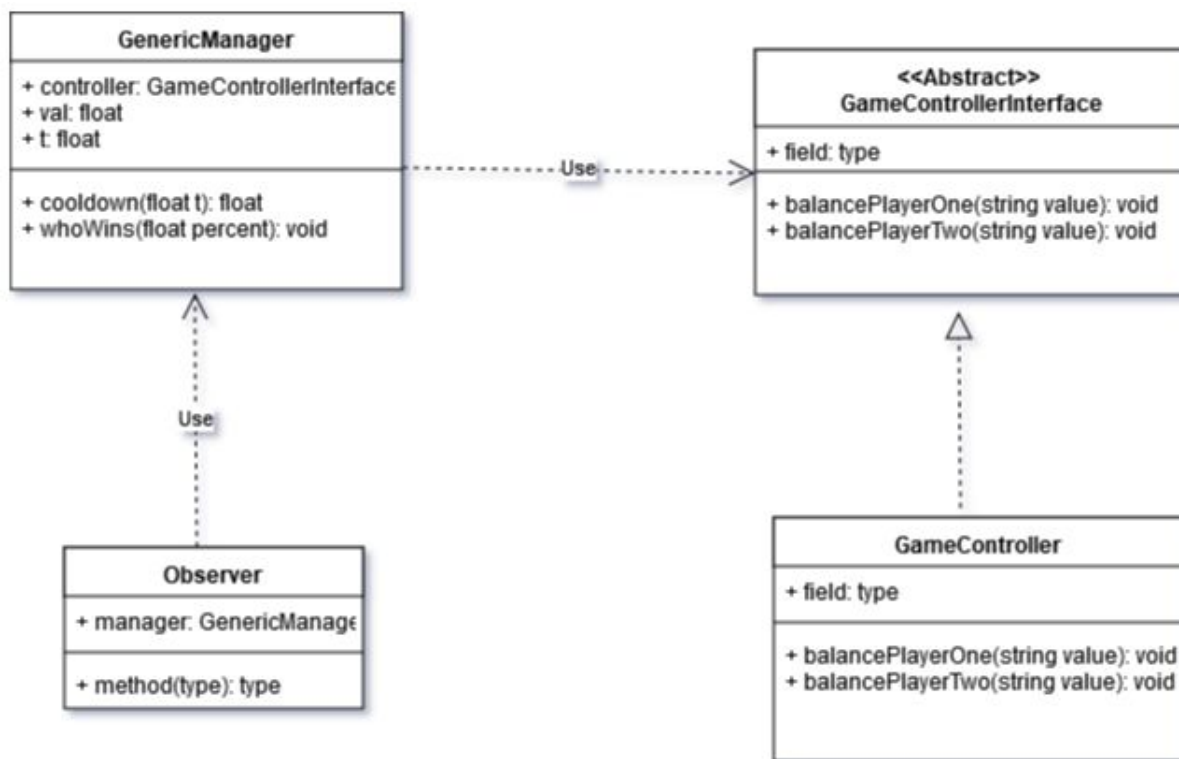 GenericManager
+ controller: GameControllerInterface
+ val: float
+ t: float
+ cooldown(float t): float
+ whoWins(float percent): void
Use
<<Abstract>>
GameControllerInterface
+ field: type
+ balancePlayerOne(string value): void
+ balancePlayerTwo(string value): void
Use
Observer
+ manager: GenericManage
+ method(type): type
GameController
+ field: type
+ balancePlayerOne(string value): void
+ balancePlayerTwo(string value): void